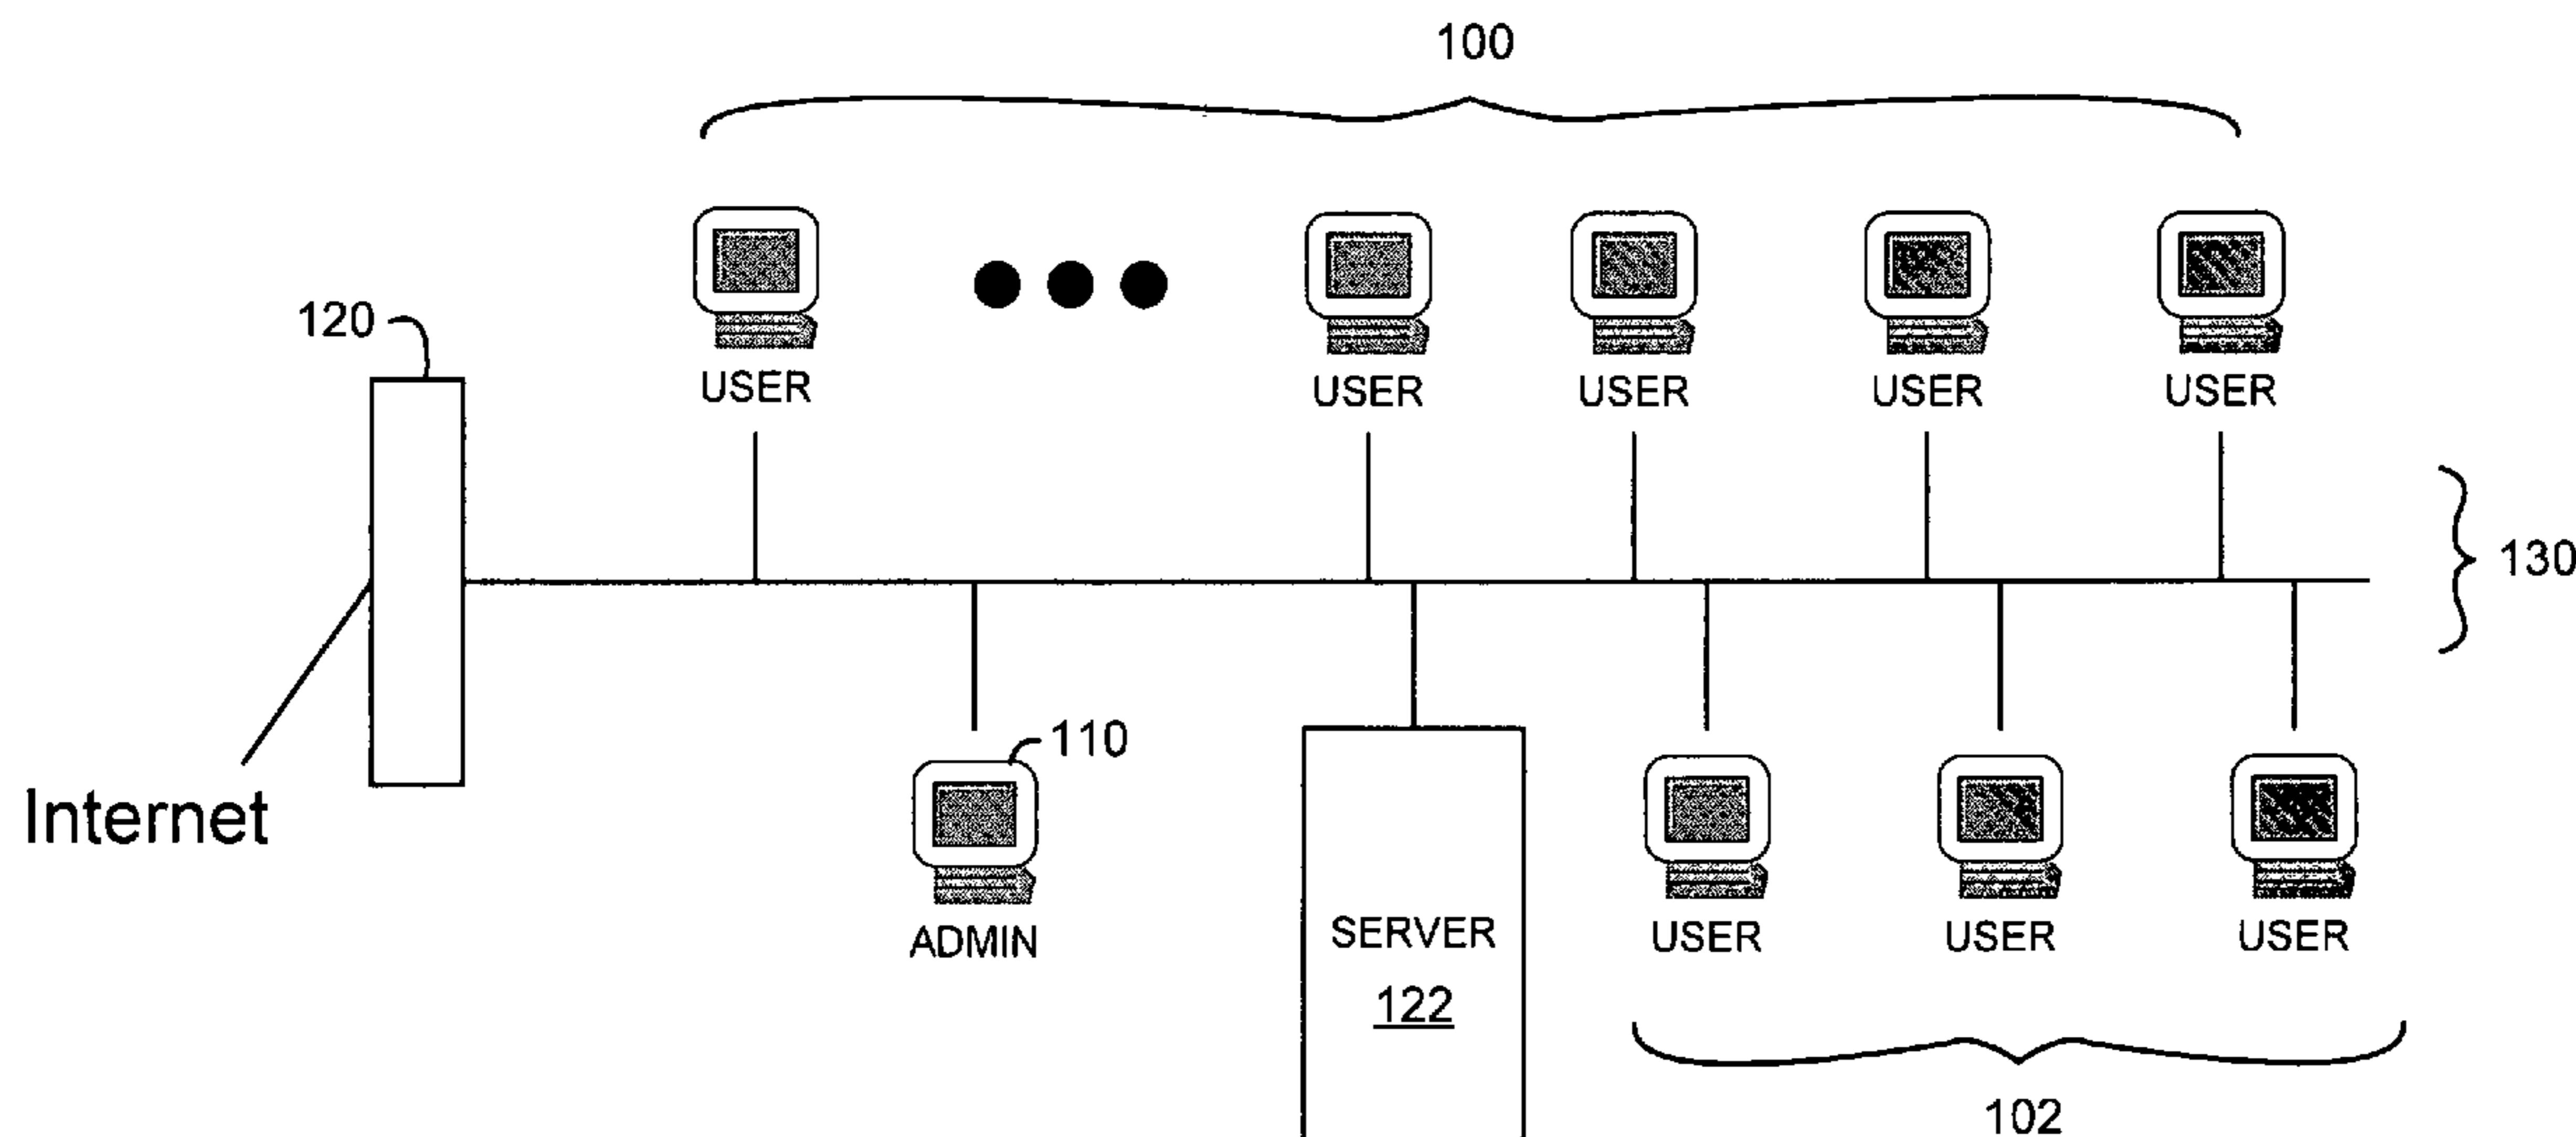 100
120
USER
USER
USER
USER
USER
130
110
Internet
ADMIN
SERVER
122
USER
USER
USER
102